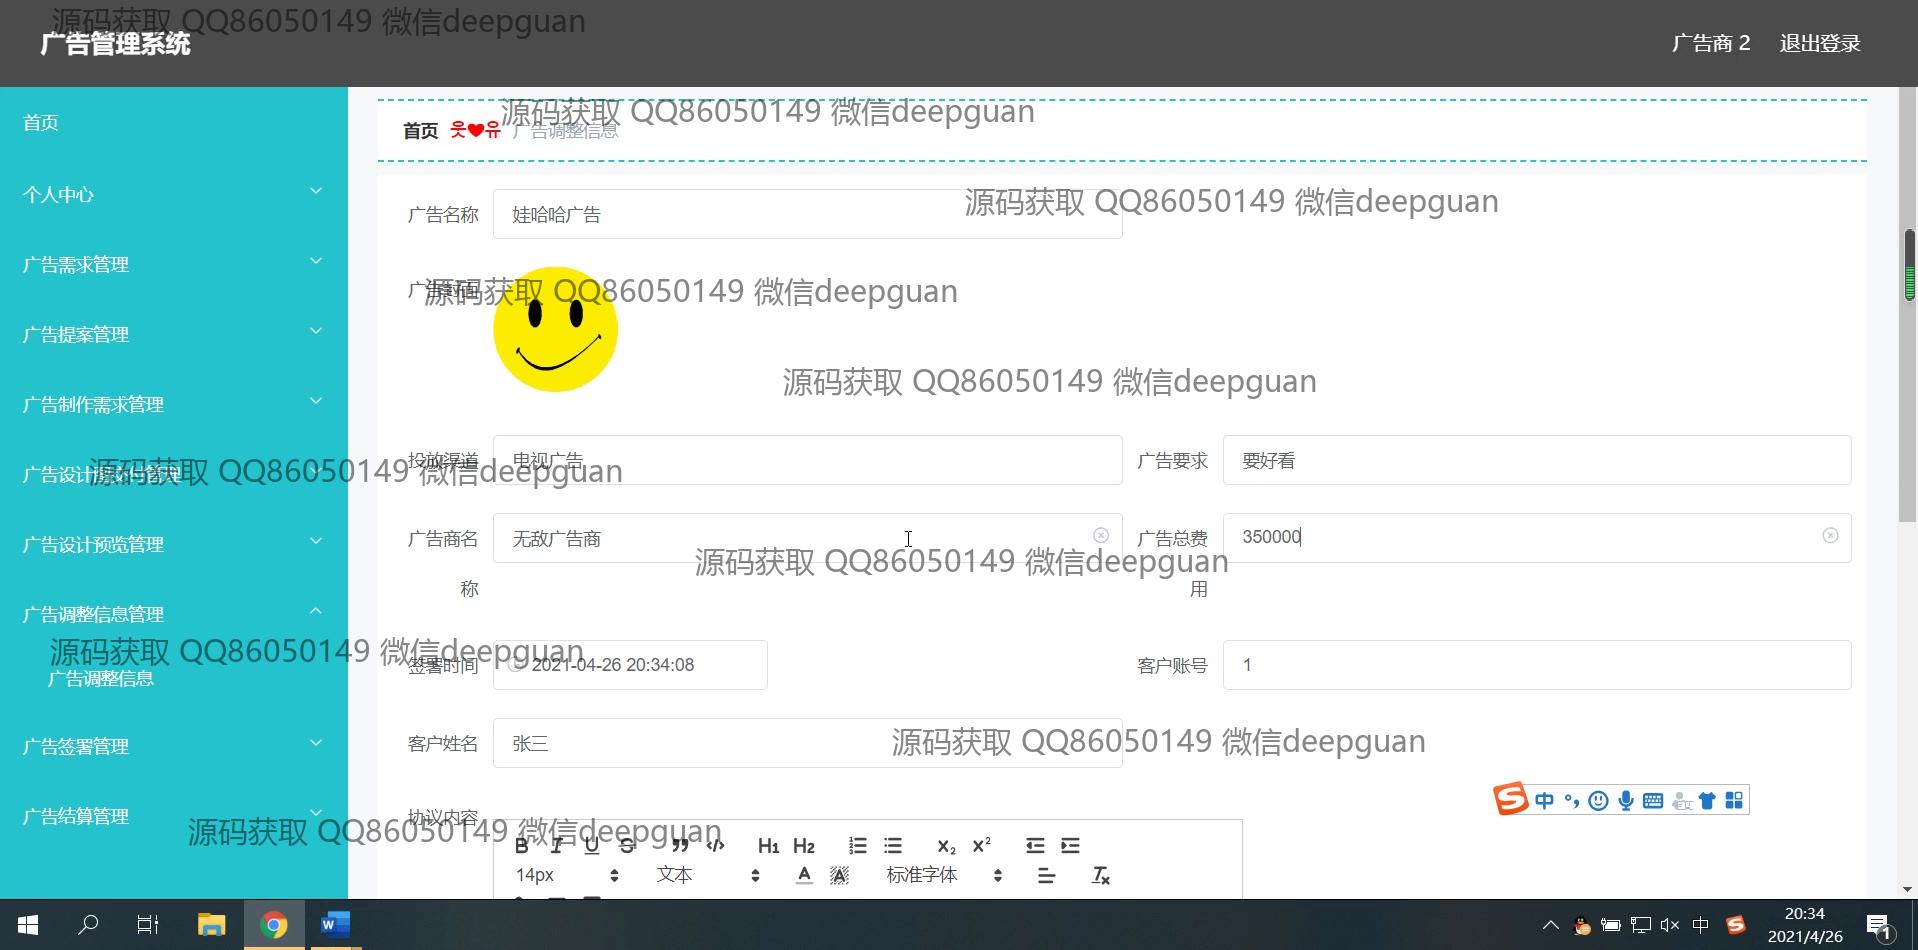 源码获取 QQ86050149 微信deepguan
广告管理系统
广告商 2 退出登录
源码获取 QQ86050149 微信deepguan
首页
首页 웃❤유 广告调整信息
个人中心
源码获取 QQ86050149 微信deepguan
广告名称 娃哈哈广告
广告需求管理
广告封面
源码获取 QQ86050149 微信deepguan
广告提案管理
源码获取 QQ86050149 微信deepguan
广告制作需求管理
投放渠道 电视广告 广告要求 要好看
源码获取 QQ86050149 微信deepguan
广告设计
广告设计预览管理
广告商名称 无敌广告商 广告总费用 350000
源码获取 QQ86050149 微信deepguan
广告调整信息管理
源码获取 QQ86050149 微信deepguan
签署时间 2021-04-26 20:34:08 客户账号 1
广告调整信息
广告签署管理
客户姓名 张三
源码获取 QQ86050149 微信deepguan
广告结算管理
协议内容
源码获取 QQ86050149 微信deepguan
B I U S ” </> H1 H2 x₂ x²
14px 文本 A A 标准字体 Tx
S 中
中 S
20:34
2021/4/26
1